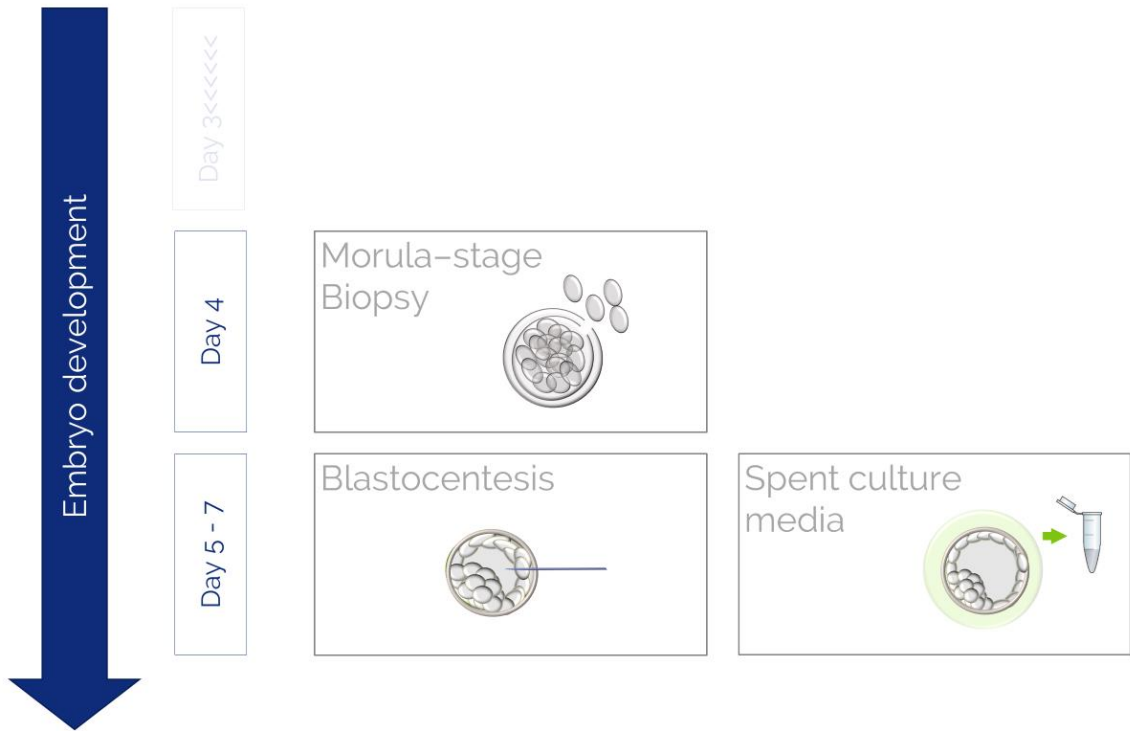 Embryo development
Day 3<<<<<<
Day 4
Morula–stage
Biopsy
Day 5 - 7
Blastocentesis
Spent culture
media